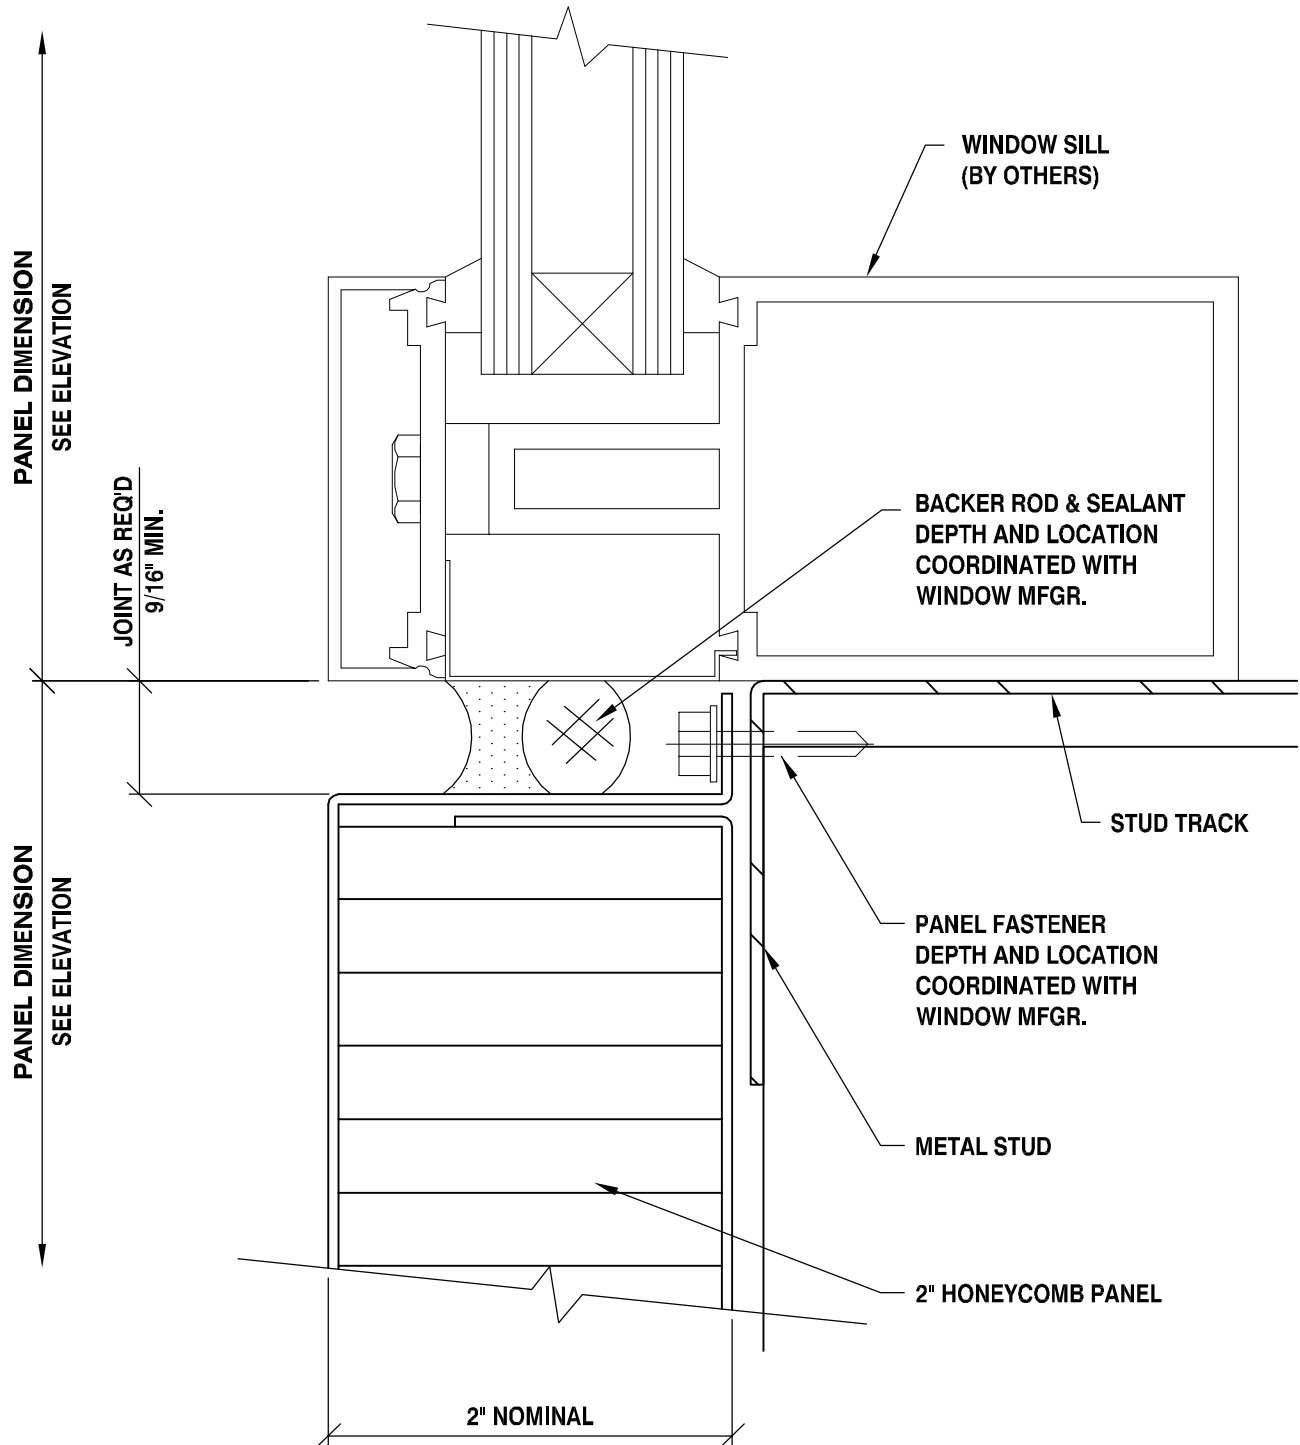 WINDOW SILL
(BY OTHERS)
PANEL DIMENSION
SEE ELEVATION
JOINT AS REQ'D
9/16" MIN.
BACKER ROD & SEALANT
DEPTH AND LOCATION
COORDINATED WITH
WINDOW MFGR.
STUD TRACK
PANEL DIMENSION
SEE ELEVATION
PANEL FASTENER
DEPTH AND LOCATION
COORDINATED WITH
WINDOW MFGR.
METAL STUD
2" HONEYCOMB PANEL
2" NOMINAL